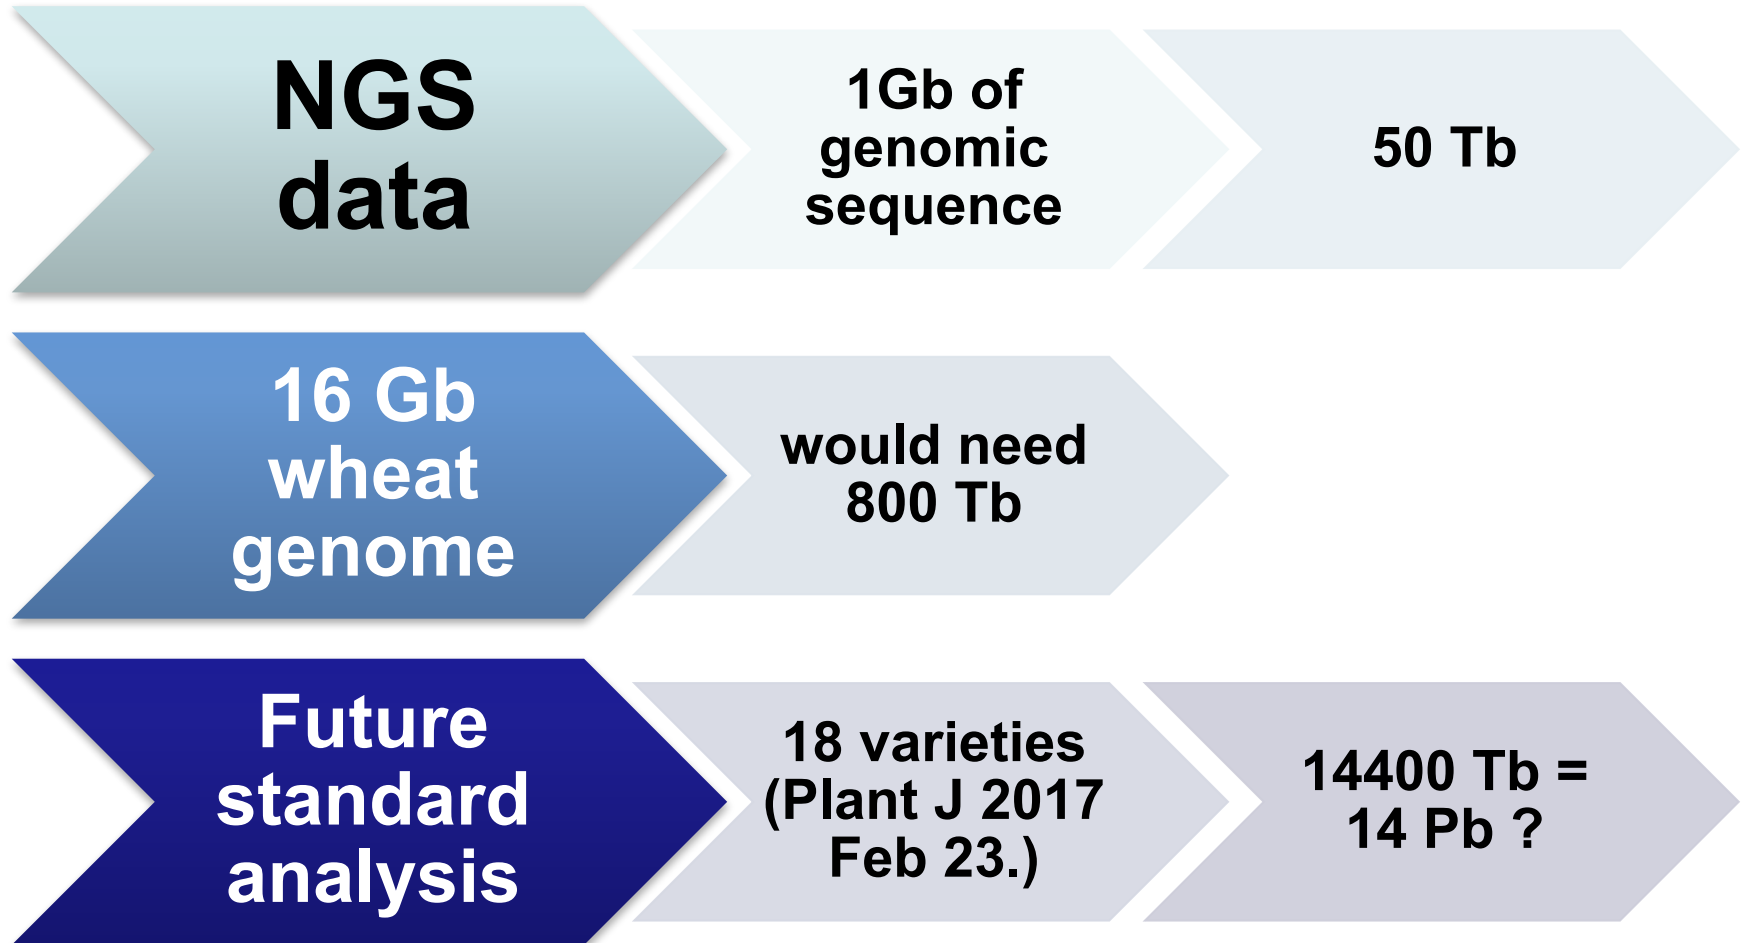 NGS
data
1Gb of
genomic
sequence
50 Tb
16 Gb
wheat
genome
would need
800 Tb
Future
standard
analysis
18 varieties
(Plant J 2017
Feb 23.)
14400 Tb =
14 Pb ?